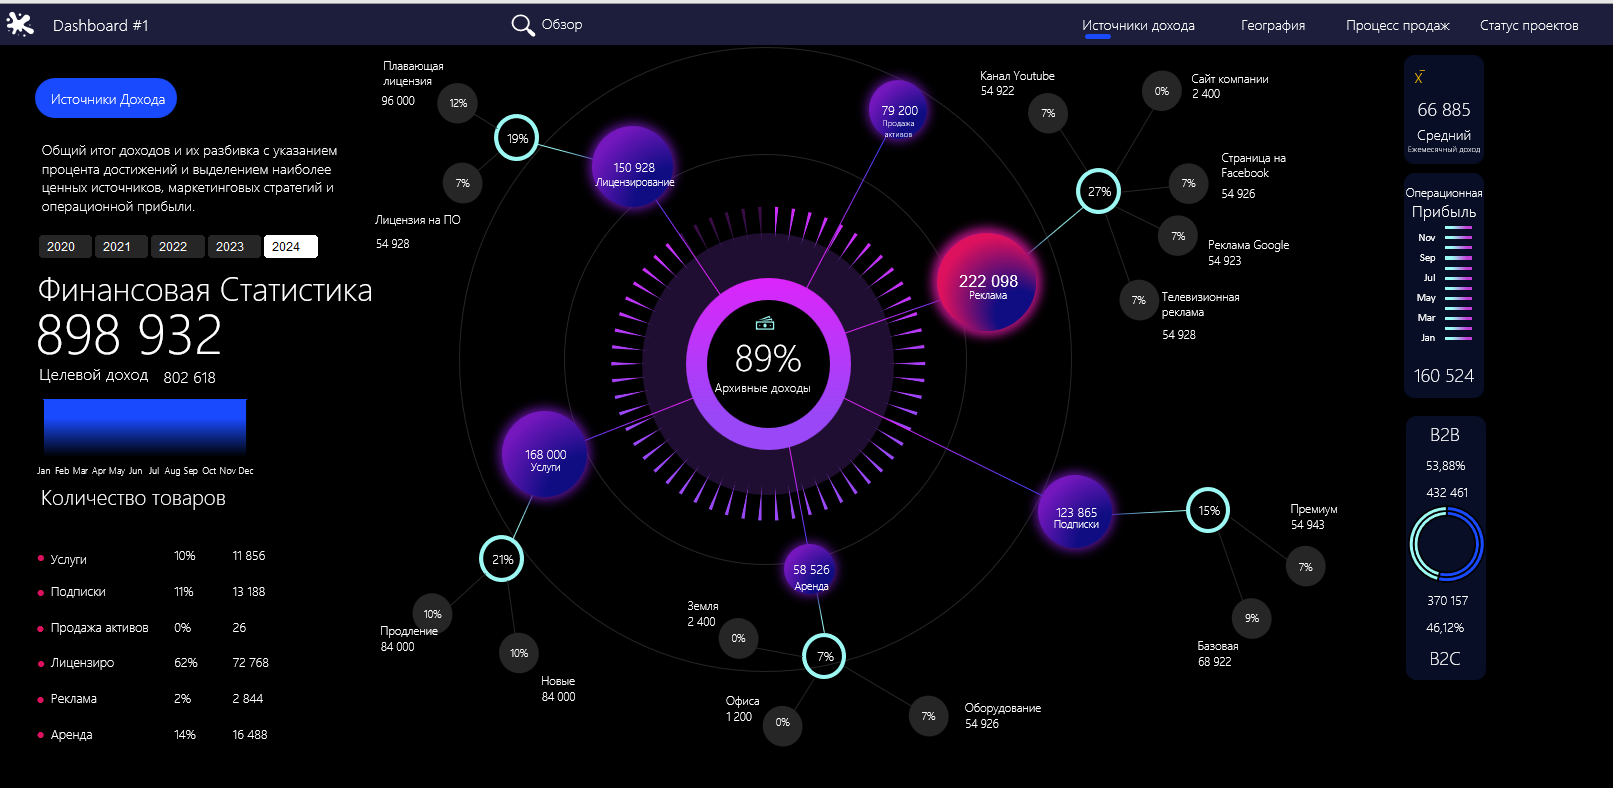 Dashboard #1
Обзор
Источники дохода
География
Процесс продаж
Статус проектов
Источники Дохода
Общий итог доходов и их разбивка с указанием
процента достижений и выделением наиболее
ценных источников, маркетинговых стратегий и
операционной прибыли.
2020 2021 2022 2023 2024
Финансовая Статистика
898 932
Целевой доход 802 618
Jan Feb Mar Apr May Jun Jul Aug Sep Oct Nov Dec
Количество товаров
Услуги 10% 11 856
Подписки 11% 13 188
Продажа активов 0% 26
Лицензиро 62% 72 768
Реклама 2% 2 844
Аренда 14% 16 488
Плавающая
лицензия
96 000
12%
19%
7%
Лицензия на ПО
54 928
150 928
Лицензирование
79 200
Продажа
активов
Канал Youtube
54 922
7%
Сайт компании
2 400
0%
27%
Страница на
Facebook
54 926
7%
7%
Реклама Google
54 923
7%
Телевизионная
реклама
54 928
222 098
Реклама
89%
Архивные доходы
168 000
Услуги
21%
10%
Продление
84 000
10%
Новые
84 000
123 865
Подписки
15%
Премиум
54 943
7%
9%
Базовая
68 922
58 526
Аренда
Земля
2 400
0%
7%
Офиса
1 200
0%
7%
Оборудование
54 926
X
66 885
Средний
Ежемесячный доход
Операционная
Прибыль
Nov
Sep
Jul
May
Mar
Jan
160 524
B2B
53,88%
432 461
370 157
46,12%
B2C